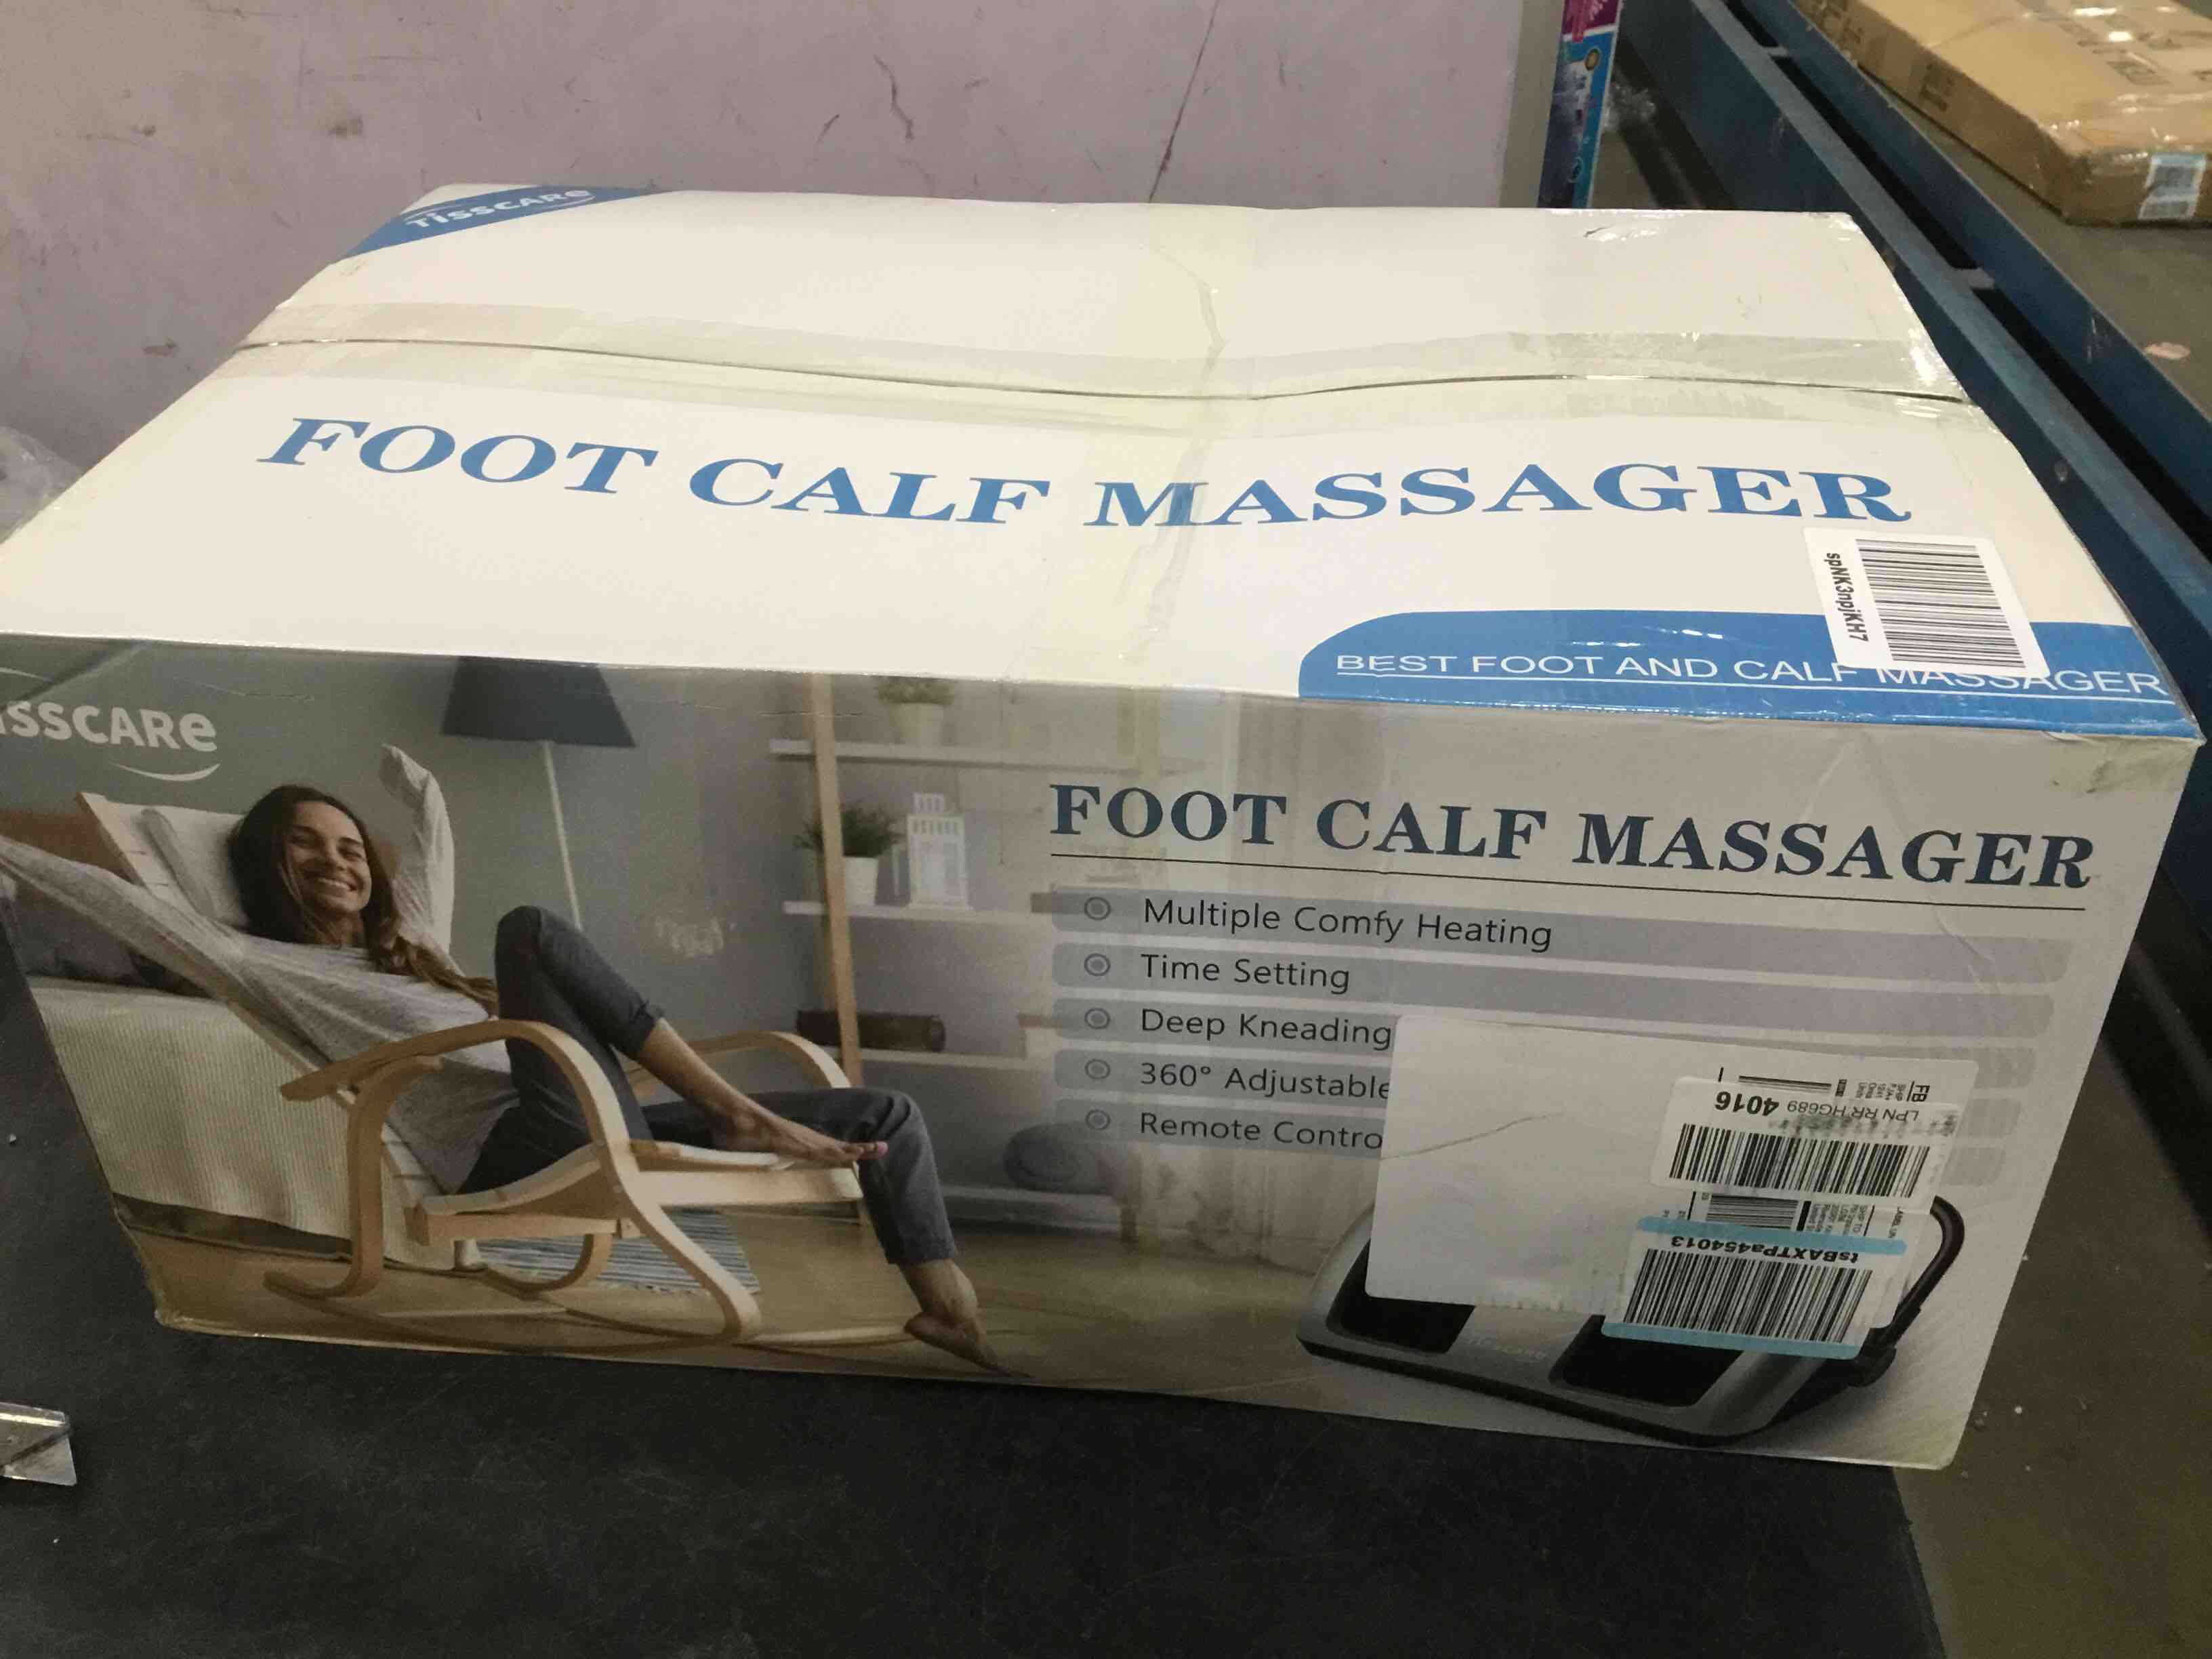 TISSCARe
FOOT CALF MASSAGER
spNK3npjKH7
BEST FOOT AND CALF MASSAGER
ISSCARe
FOOT CALF MASSAGER
Multiple Comfy Heating
Time Setting
Deep Kneading
360° Adjustable
Remote Contro
FB
LPN RR HG689 4016
tsBAXTPa454013